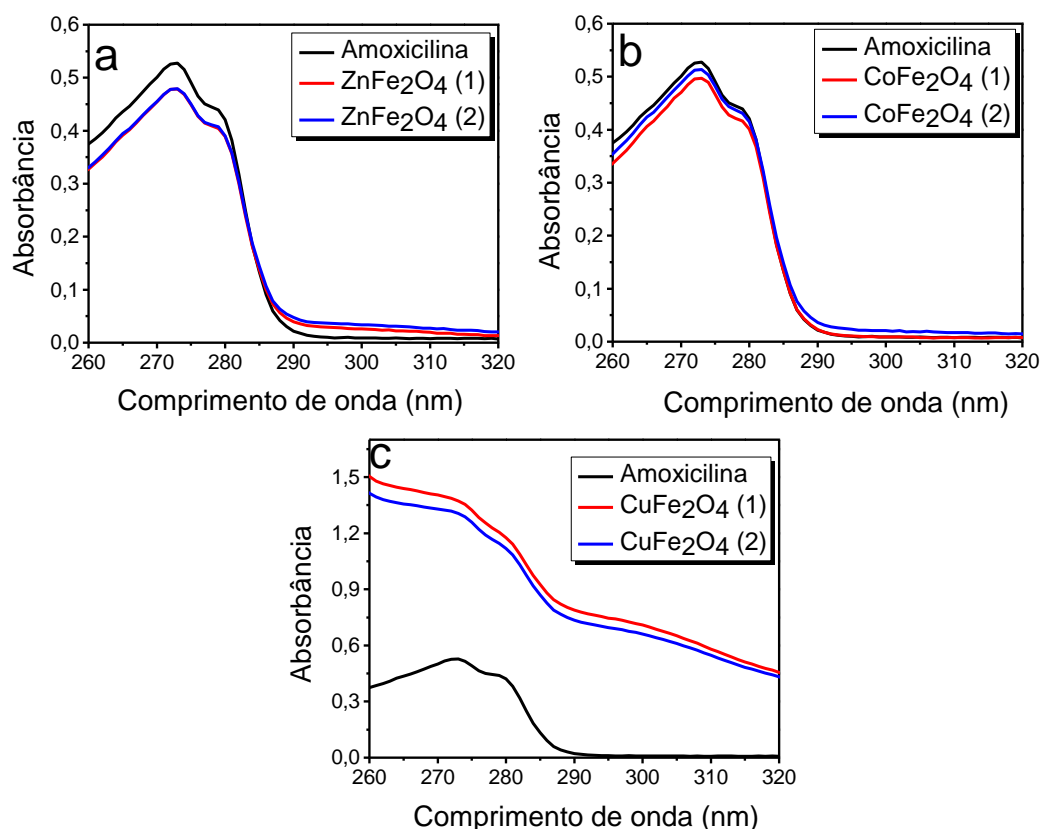 a
Amoxicilina
ZnFe2O4 (1)
ZnFe2O4 (2)
Absorbância
0,6
0,5
0,4
0,3
0,2
0,1
0,0
260 270 280 290 300 310 320
Comprimento de onda (nm)
b
Amoxicilina
CoFe2O4 (1)
CoFe2O4 (2)
Absorbância
0,6
0,5
0,4
0,3
0,2
0,1
0,0
260 270 280 290 300 310 320
Comprimento de onda (nm)
c
Amoxicilina
CuFe2O4 (1)
CuFe2O4 (2)
Absorbância
1,5
1,2
0,9
0,6
0,3
0,0
260 270 280 290 300 310 320
Comprimento de onda (nm)